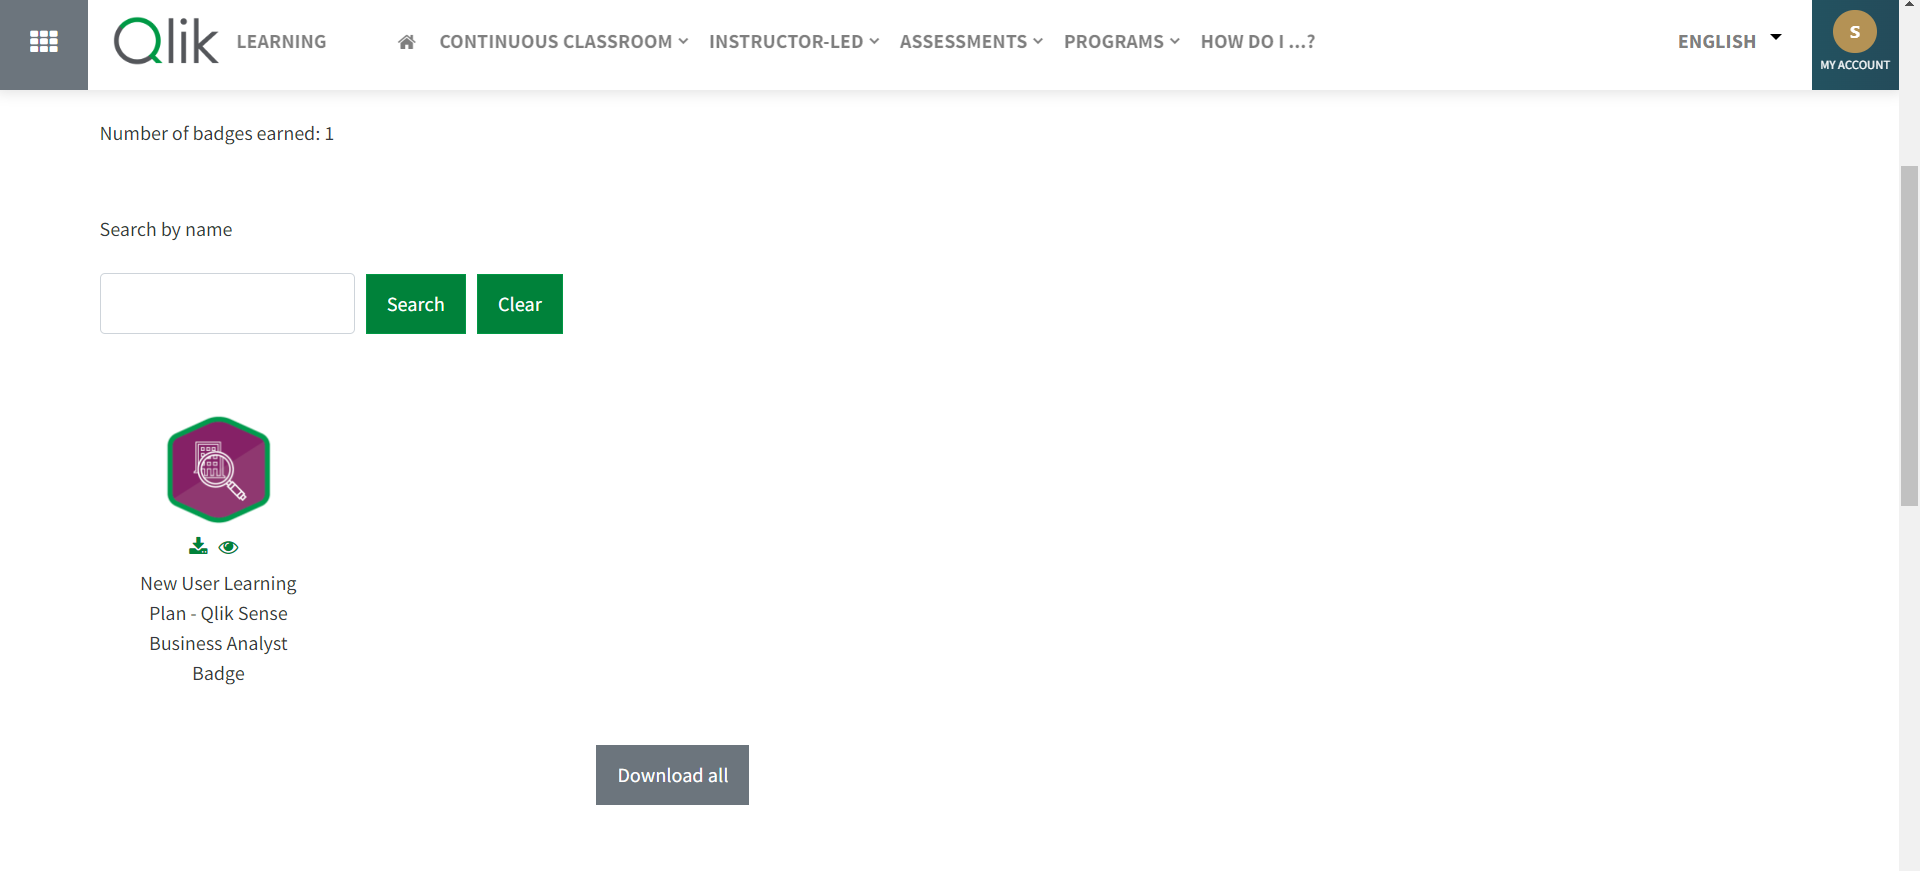 Qlik LEARNING CONTINUOUS CLASSROOM INSTRUCTOR-LED ASSESSMENTS PROGRAMS HOW DO I ...? ENGLISH S
MY ACCOUNT
Number of badges earned: 1
Search by name
Search Clear
New User Learning
Plan - Qlik Sense
Business Analyst
Badge
Download all